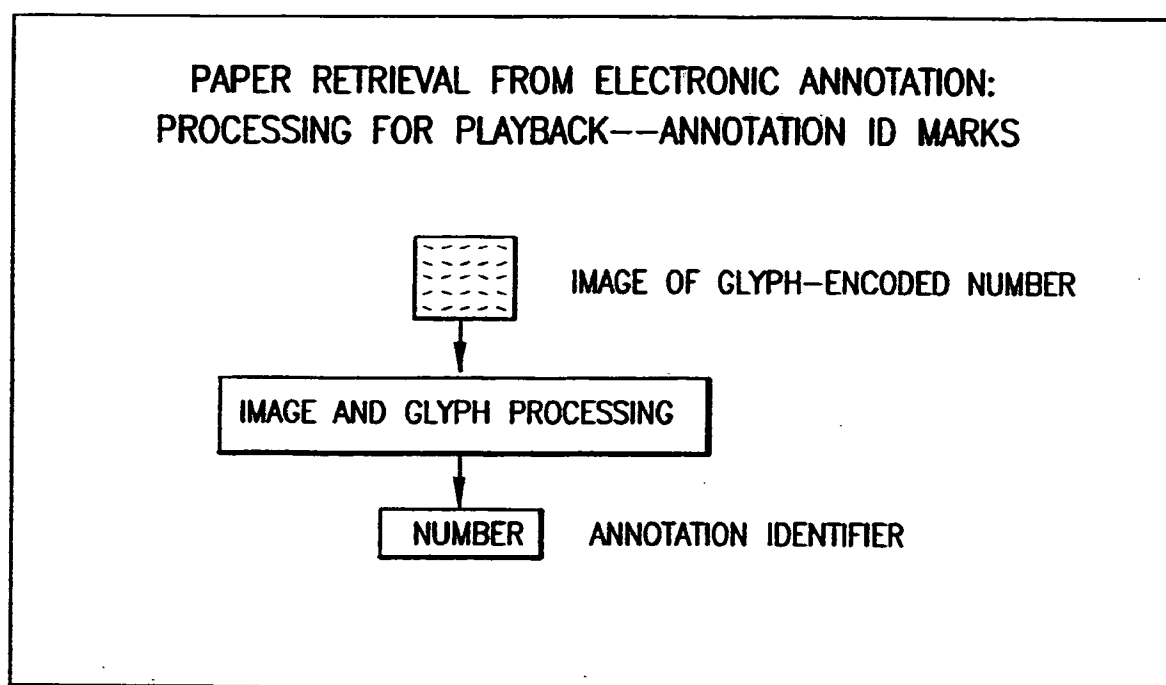 PAPER RETRIEVAL FROM ELECTRONIC ANNOTATION:
PROCESSING FOR PLAYBACK--ANNOTATION ID MARKS
IMAGE OF GLYPH-ENCODED NUMBER
IMAGE AND GLYPH PROCESSING
NUMBER ANNOTATION IDENTIFIER